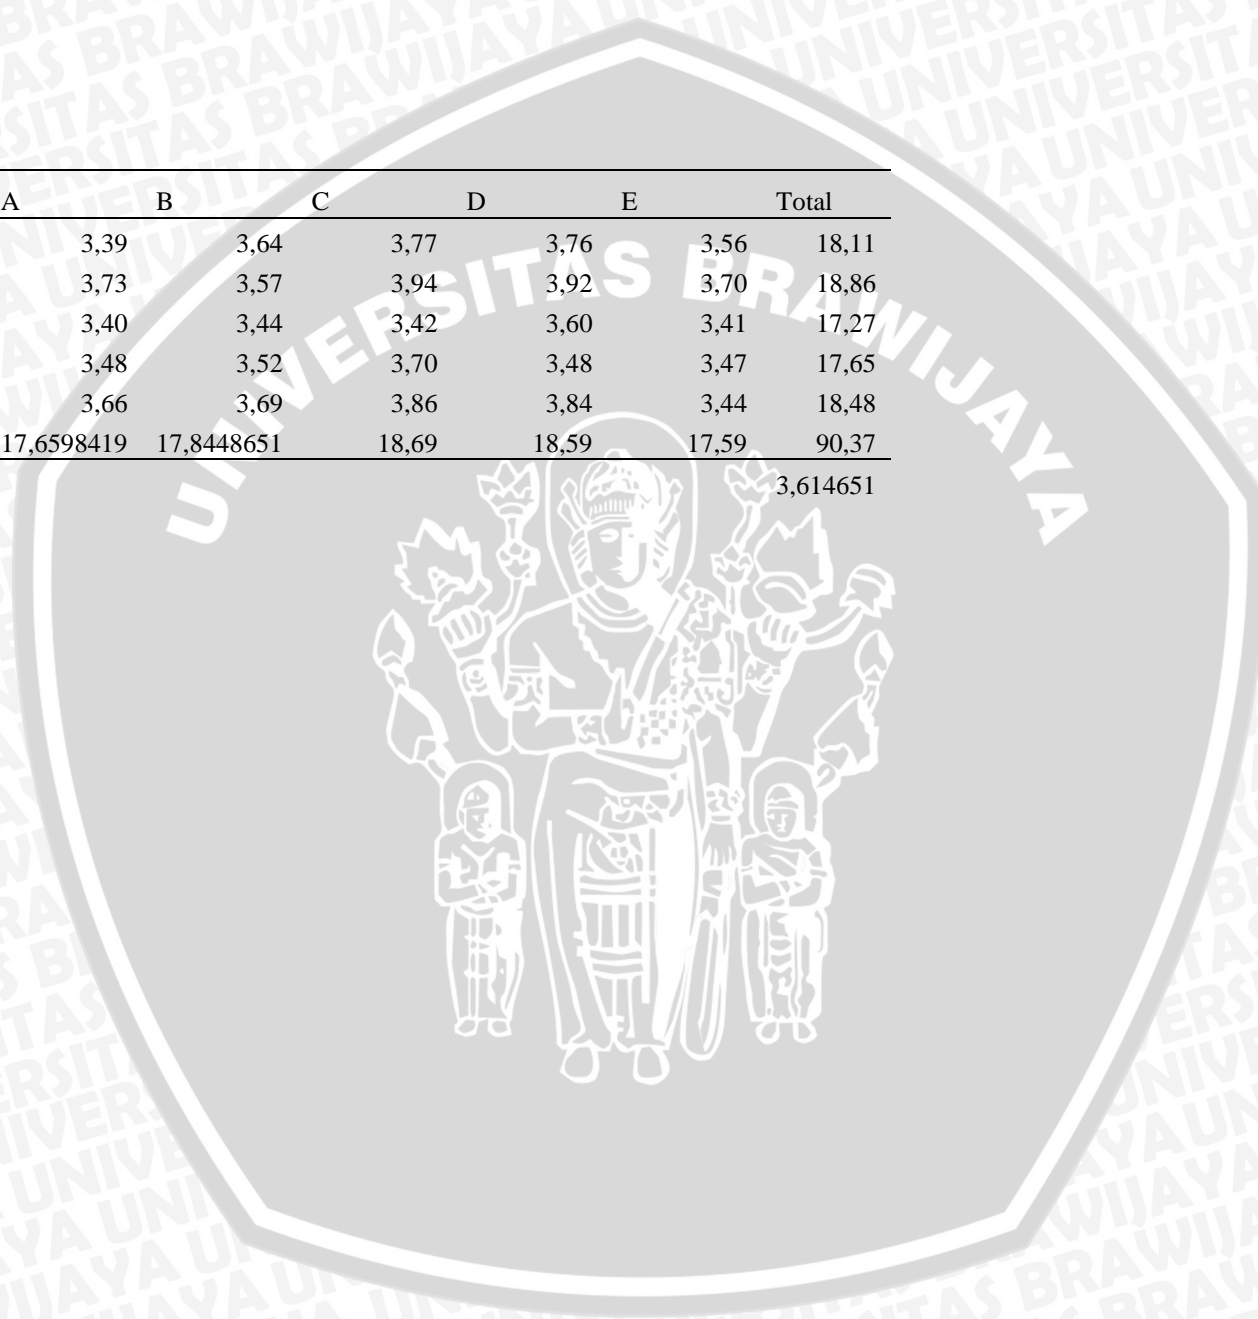 A B C D E Total
3,39 3,64 3,77 3,76 3,56 18,11
3,73 3,57 3,94 3,92 3,70 18,86
3,40 3,44 3,42 3,60 3,41 17,27
3,48 3,52 3,70 3,48 3,47 17,65
3,66 3,69 3,86 3,84 3,44 18,48
17,6598419 17,8448651 18,69 18,59 17,59 90,37
3,614651
UNIVERSITAS BRAWIJAYA